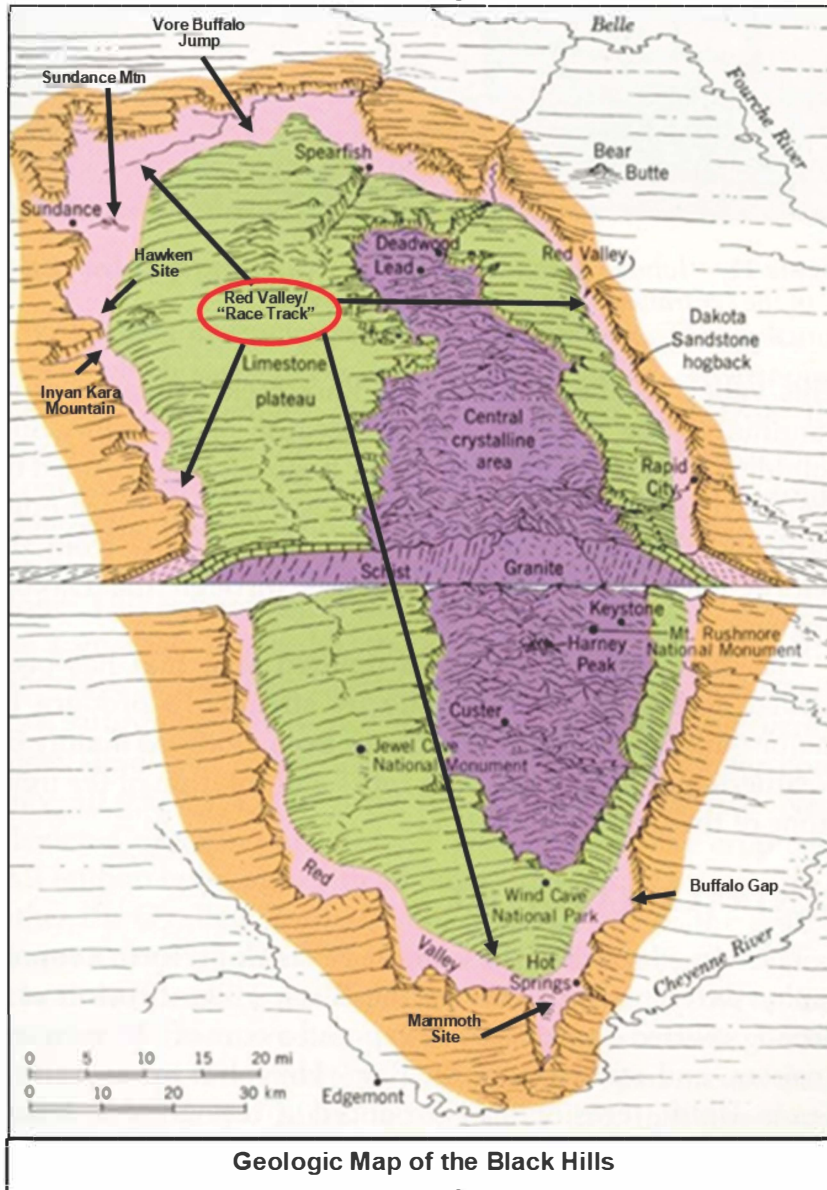 Vore Buffalo
Jump
Belle
Fourche River
Sundance Mtn
Spearfish
Bear
Butte
Sundance
Deadwood
Lead
Red Valley
Hawken
Site
Red Valley/
“Race Track”
Dakota
Sandstone
hogback
Inyan Kara
Mountain
Limestone
plateau
Central
crystalline
area
Rapid
City
Schist
Granite
Keystone
Mt. Rushmore
National Monument
Harney
Peak
Custer
Jewel Cave
National Monument
Red
Valley
Wind Cave
National Park
Buffalo Gap
Hot
Springs
Cheyenne River
Mammoth
Site
0 5 10 15 20 mi
0 10 20 30 km
Edgemont
Geologic Map of the Black Hills